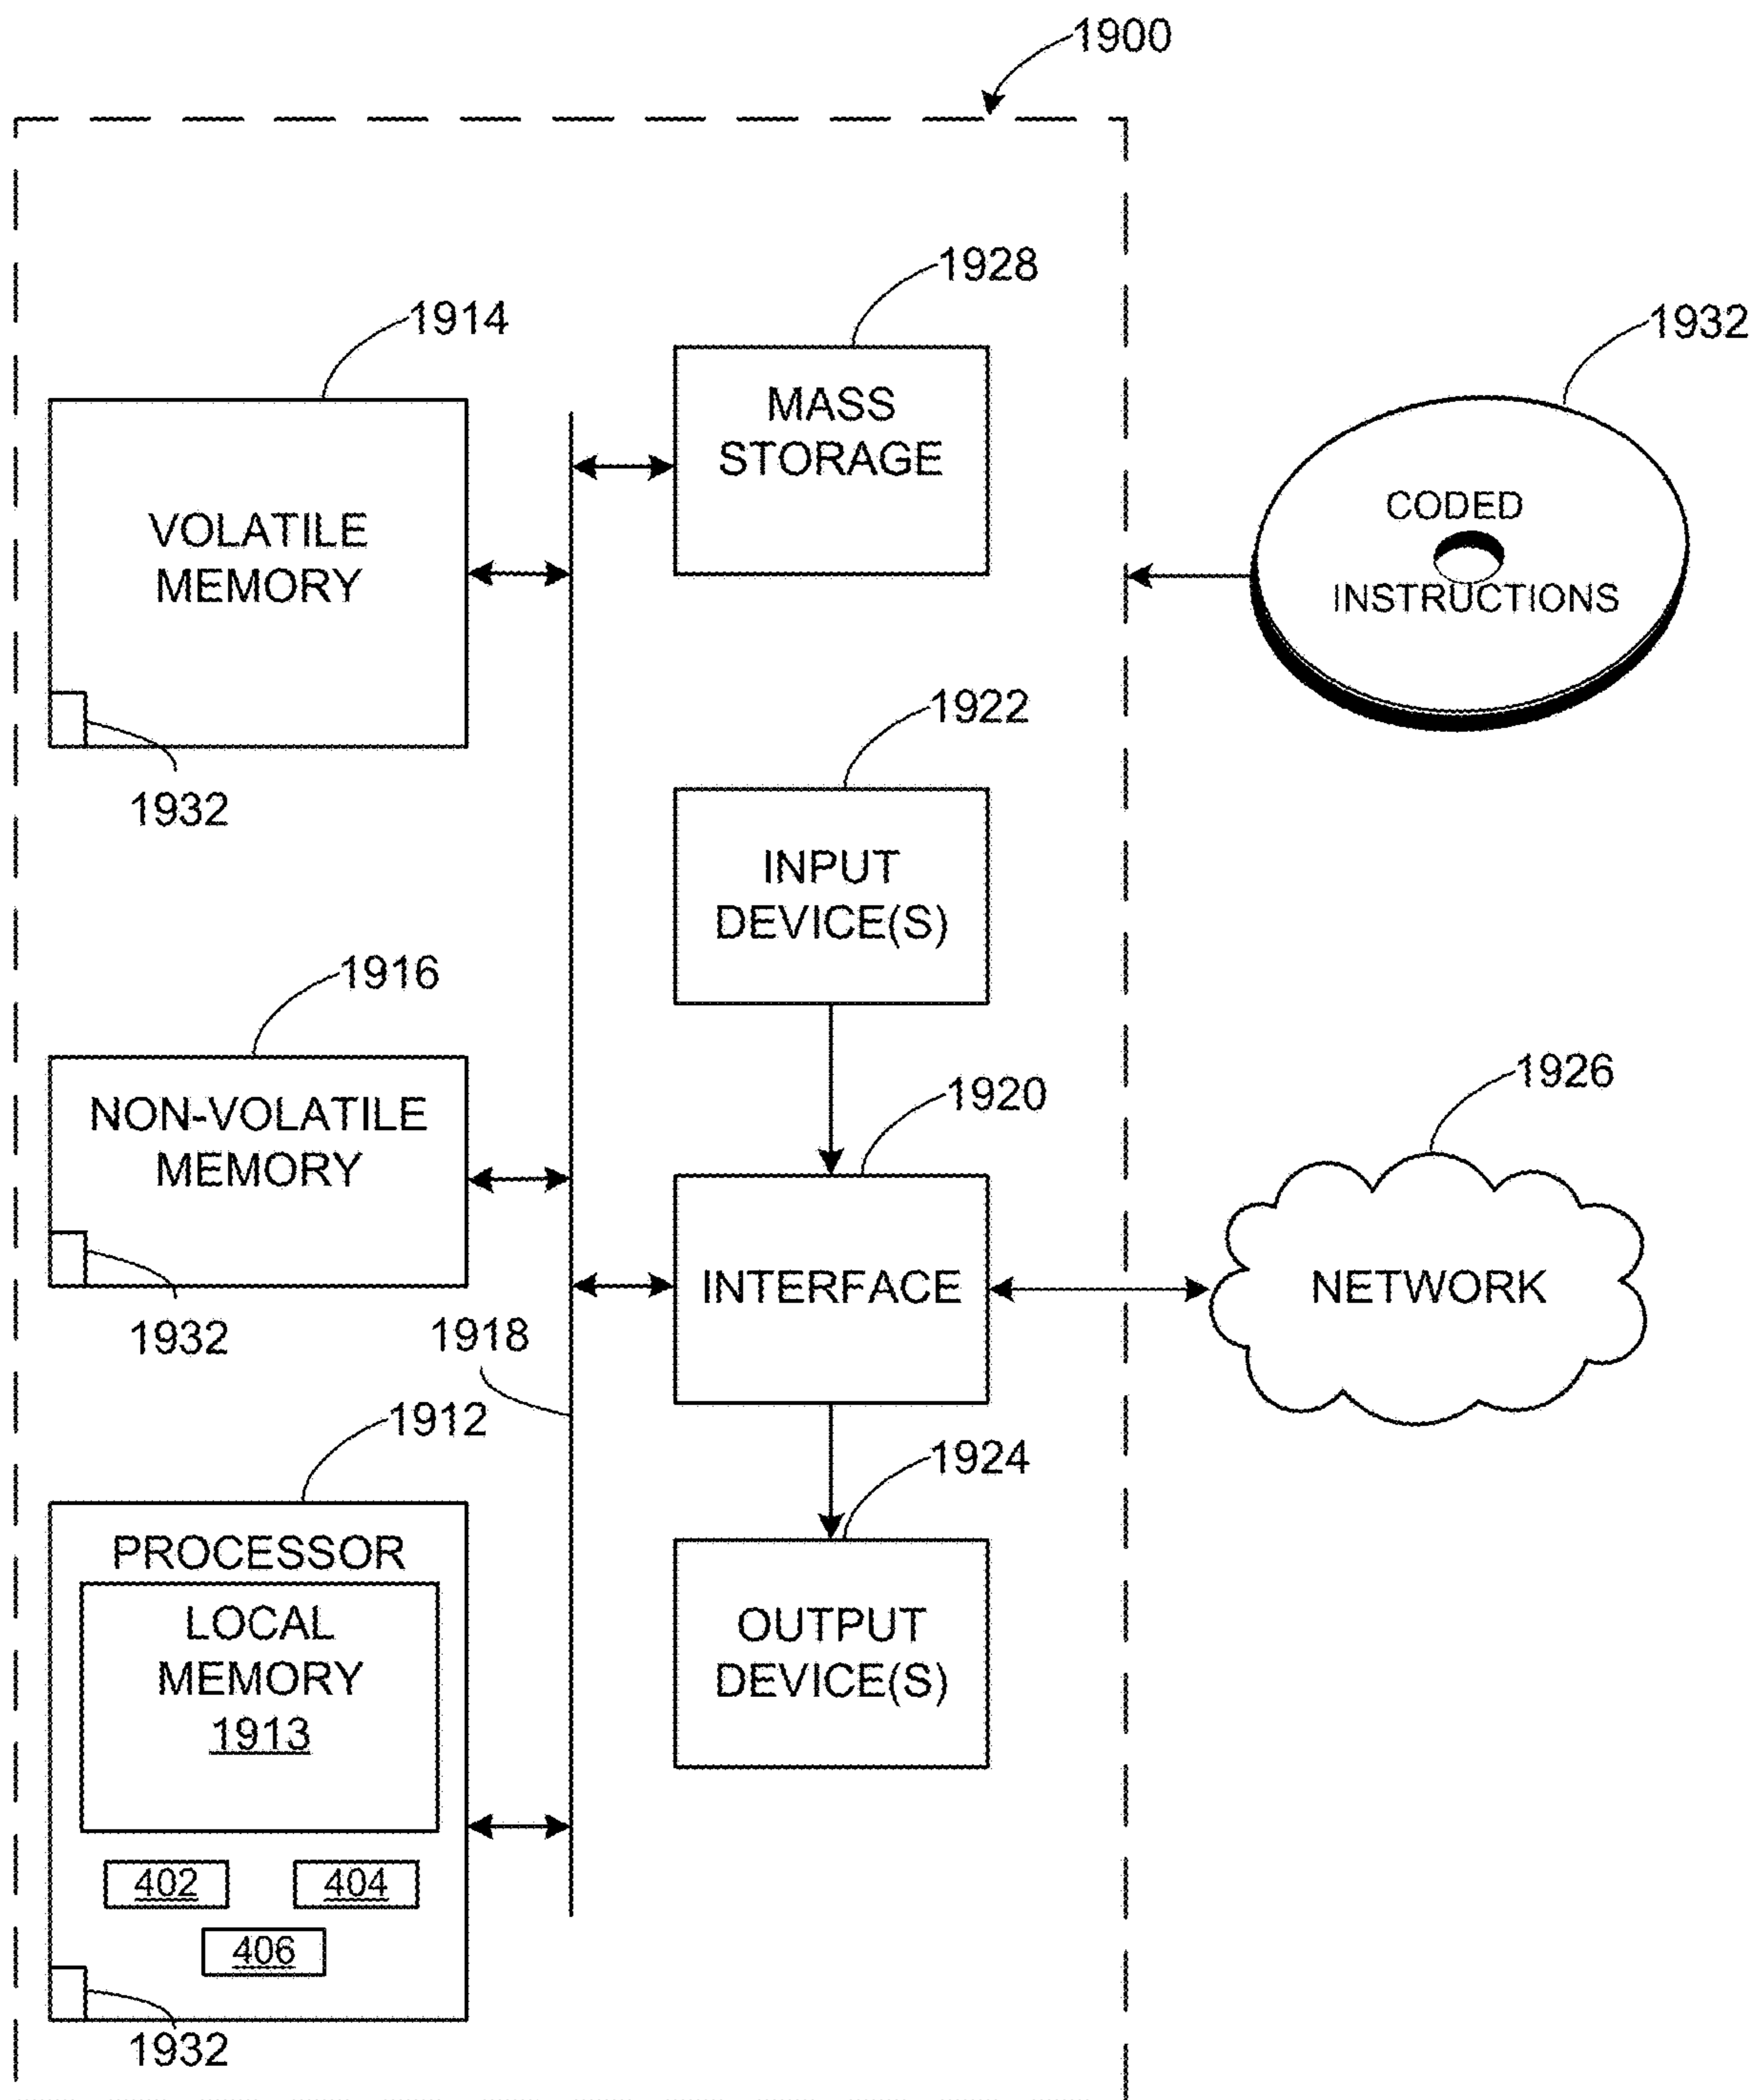 1900
1928
1914
1932
MASS
STORAGE
CODED
INSTRUCTIONS
VOLATILE
MEMORY
1932
1922
INPUT
DEVICE(S)
1916
1926
1920
NON-VOLATILE
MEMORY
INTERFACE
NETWORK
1932
1918
1912
1924
PROCESSOR
LOCAL
MEMORY
1913
OUTPUT
DEVICE(S)
402
404
406
1932